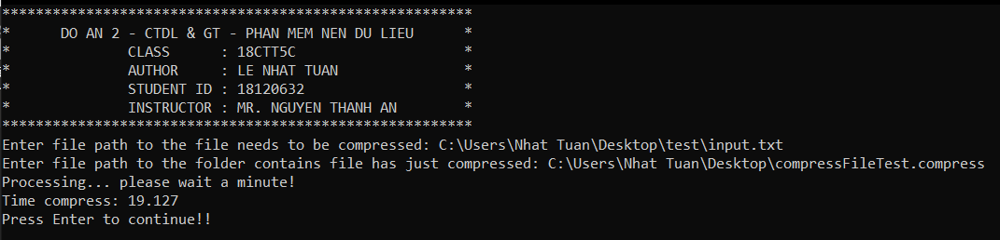 ********************************************************
*      DO AN 2 - CTDL & GT - PHAN MEM NEN DU LIEU      *
*              CLASS      : 18CTT5C                    *
*              AUTHOR     : LE NHAT TUAN               *
*              STUDENT ID : 18120632                   *
*              INSTRUCTOR : MR. NGUYEN THANH AN        *
********************************************************
Enter file path to the file needs to be compressed: C:\Users\Nhat Tuan\Desktop\test\input.txt
Enter file path to the folder contains file has just compressed: C:\Users\Nhat Tuan\Desktop\compressFileTest.compress
Processing... please wait a minute!
Time compress: 19.127
Press Enter to continue!!